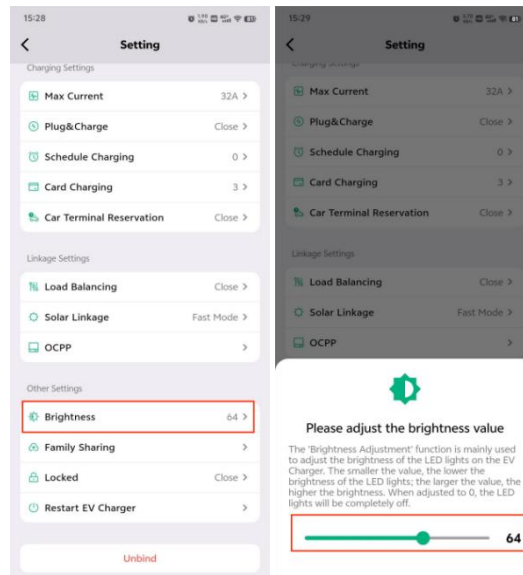 15:28
Setting
Charging Settings
Max Current 32A >
Plug&Charge Close >
Schedule Charging 0 >
Card Charging 3 >
Car Terminal Reservation Close >
Linkage Settings
Load Balancing Close >
Solar Linkage Fast Mode >
OCPP >
Other Settings
Brightness 64 >
Family Sharing >
Locked Close >
Restart EV Charger >
Unbind
15:29
Setting
Charging Settings
Max Current 32A >
Plug&Charge Close >
Schedule Charging 0 >
Card Charging 3 >
Car Terminal Reservation Close >
Linkage Settings
Load Balancing Close >
Solar Linkage Fast Mode >
OCPP >
Please adjust the brightness value
The 'Brightness Adjustment' function is mainly used
to adjust the brightness of the LED lights on the EV
Charger. The smaller the value, the lower the
brightness of the LED lights; the larger the value, the
higher the brightness. When adjusted to 0, the LED
lights will be completely off.
64